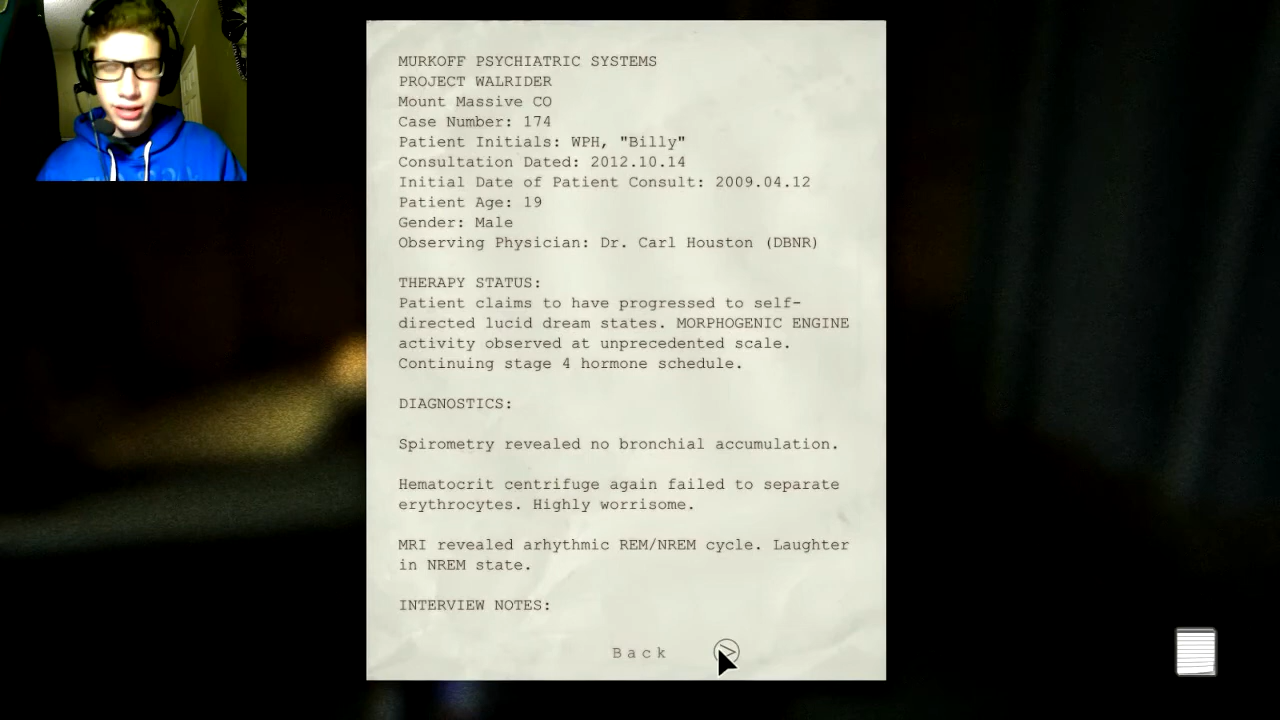 MURKOFF PSYCHIATRIC SYSTEMS
PROJECT WALRIDER
Mount Massive CO
Case Number: 174
Patient Initials: WPH, "Billy"
Consultation Dated: 2012.10.14
Initial Date of Patient Consult: 2009.04.12
Patient Age: 19
Gender: Male
Observing Physician: Dr. Carl Houston (DBNR)
THERAPY STATUS:
Patient claims to have progressed to self-
directed lucid dream states. MORPHOGENIC ENGINE
activity observed at unprecedented scale.
Continuing stage 4 hormone schedule.
DIAGNOSTICS:
Spirometry revealed no bronchial accumulation.
Hematocrit centrifuge again failed to separate
erythrocytes. Highly worrisome.
MRI revealed arhythmic REM/NREM cycle. Laughter
in NREM state.
INTERVIEW NOTES:
Back >